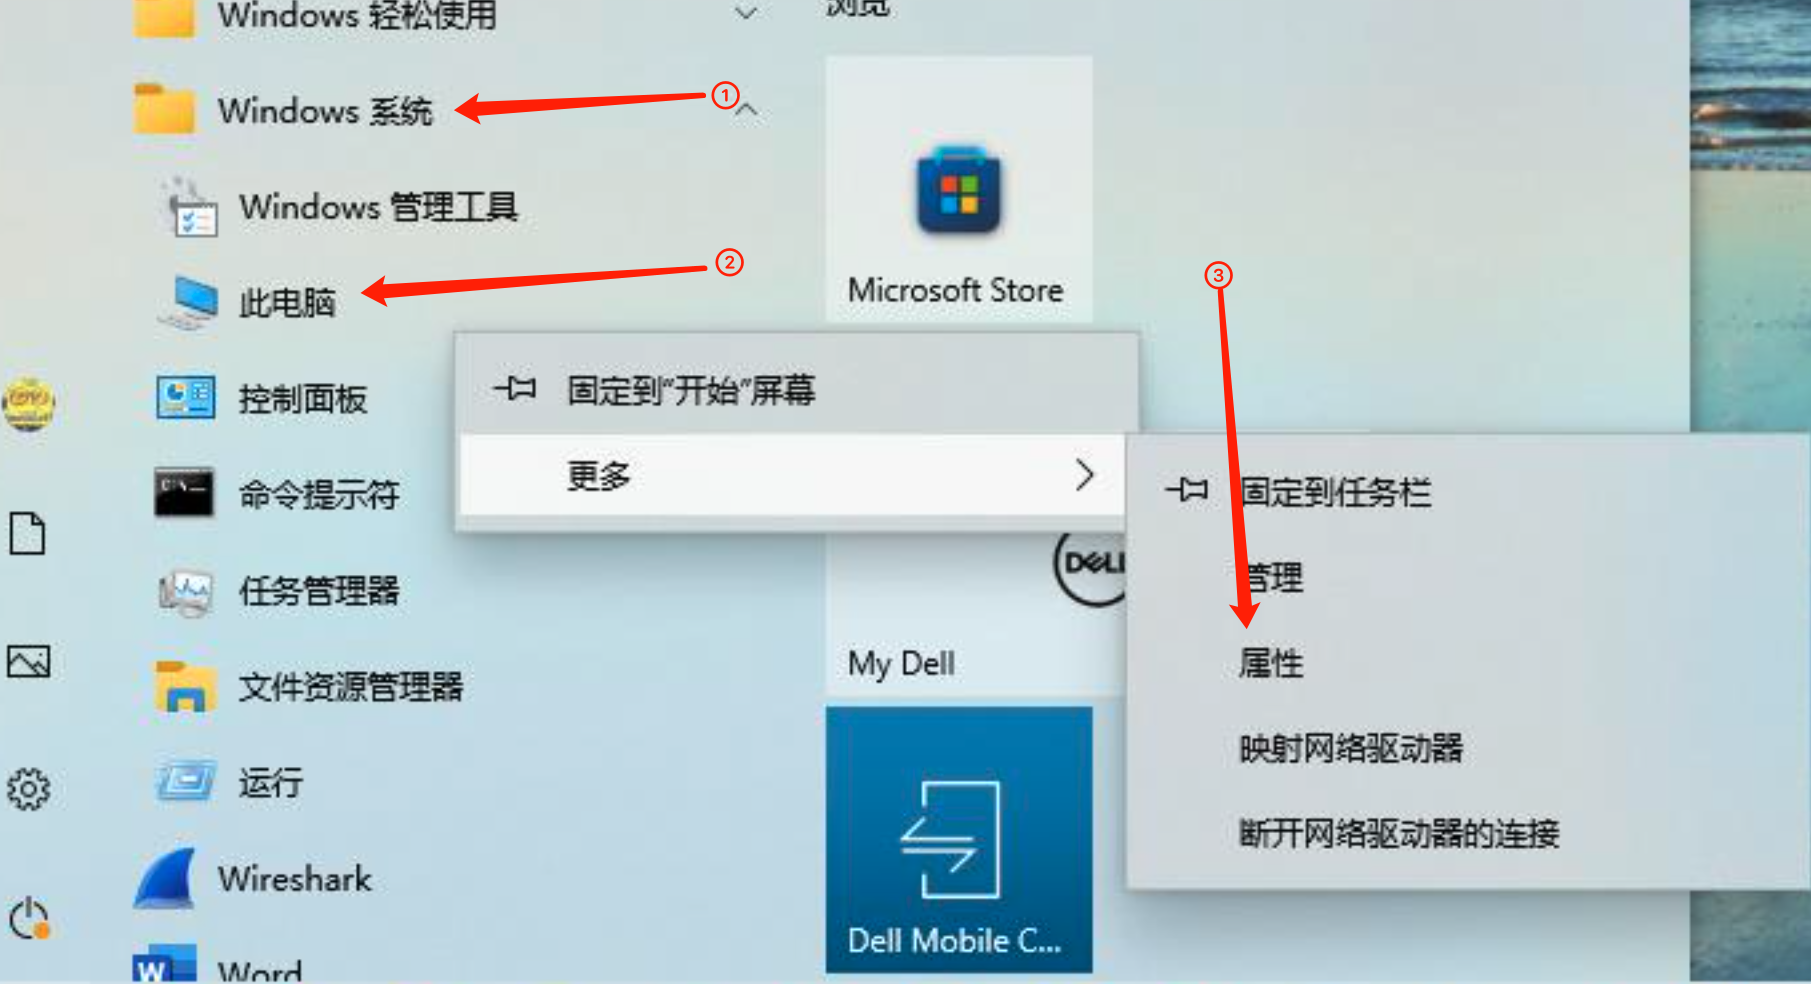 Windows 轻松使用
浏览
Windows 系统
①
Windows 管理工具
此电脑
②
Microsoft Store
③
固定到“开始”屏幕
控制面板
更多
命令提示符
固定到任务栏
管理
DELL
任务管理器
属性
My Dell
文件资源管理器
映射网络驱动器
运行
断开网络驱动器的连接
Wireshark
Dell Mobile C...
W
Word